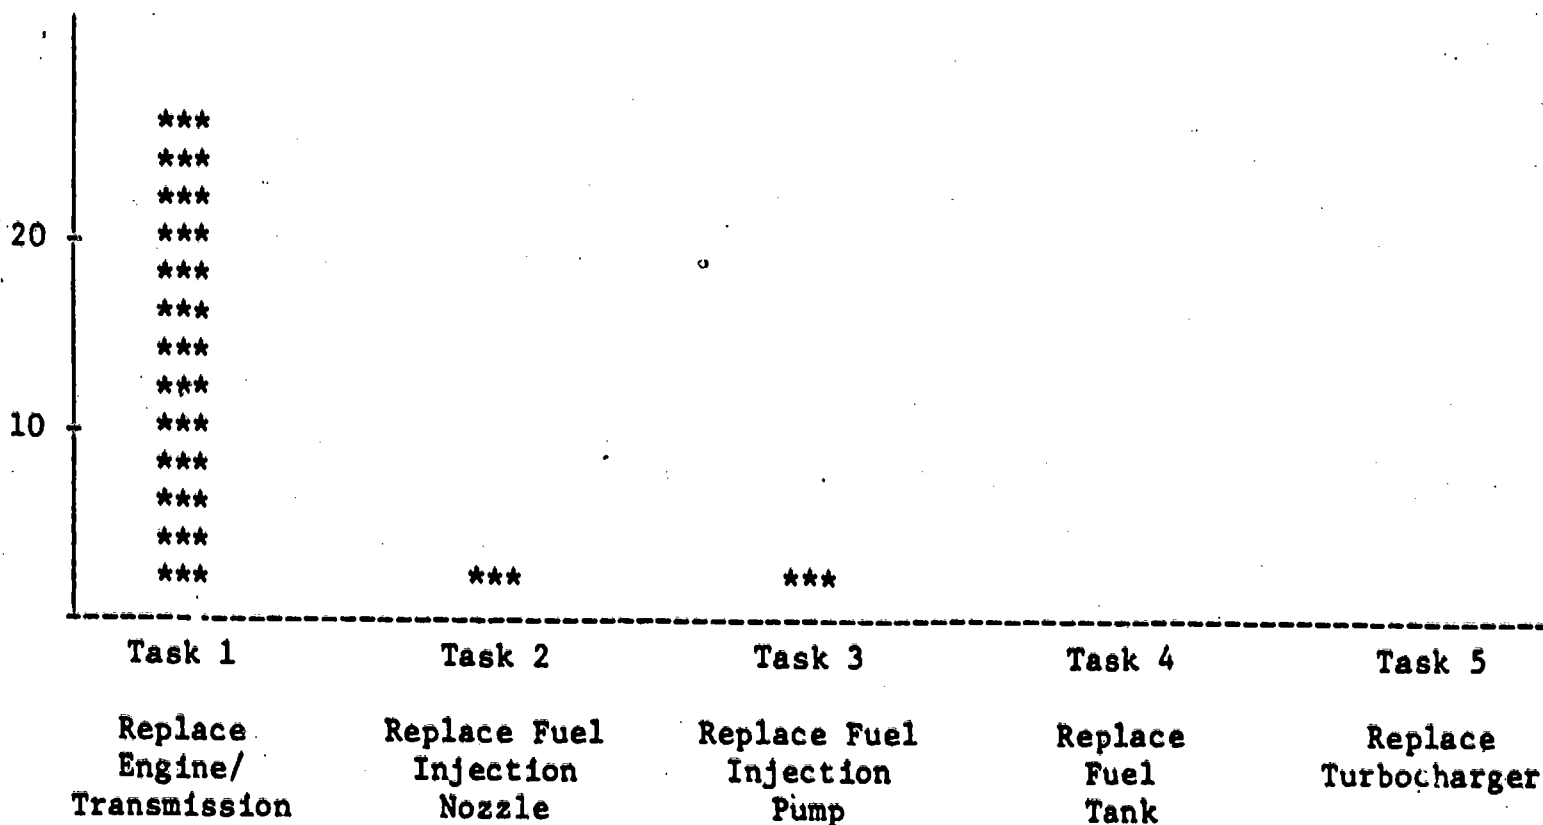 ***
***
***
20 ***
***
***
***
***
10 ***
***
***
***
*** *** ***
Task 1 Task 2 Task 3 Task 4 Task 5
Replace Replace Fuel Replace Fuel Replace Replace
Engine/ Injection Injection Fuel Turbocharger
Transmission Nozzle Pump Tank